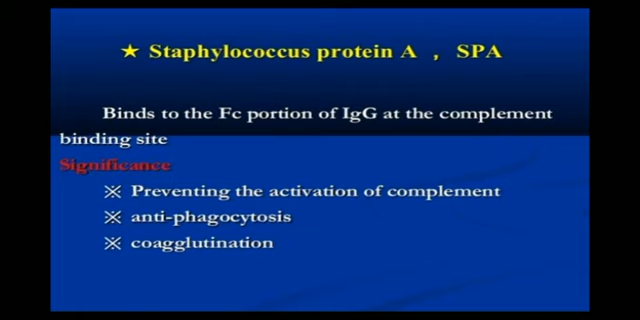 ★ Staphylococcus protein A , SPA
Binds to the Fc portion of IgG at the complement
binding site
Significance
※ Preventing the activation of complement
※ anti-phagocytosis
※ coagglutination